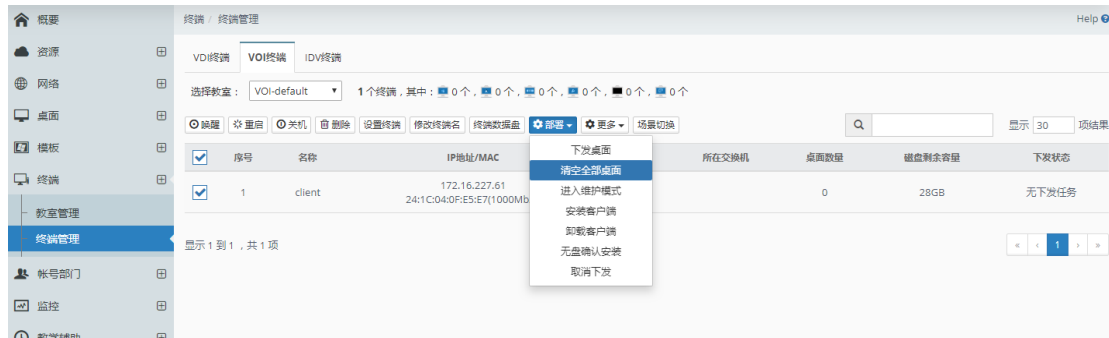 概要
终端 / 终端管理
Help
资源
VDI终端 VOI终端 IDV终端
网络
选择教室： VOI-default 1个终端，其中： 0个， 0个， 0个， 0个， 0个， 0个
桌面
唤醒 重启 关机 删除 设置终端 修改终端名 终端数据盘 部署 更多 场景切换
显示 30 项结果
模板
下发桌面
序号 名称 IP地址/MAC 所在交换机 桌面数量 磁盘剩余容量 下发状态
清空全部桌面
终端
进入维护模式
1 client 172.16.227.61 0 28GB 无下发任务
24:1C:04:0F:E5:E7(1000Mb
安装客户端
教室管理
卸载客户端
终端管理
显示 1 到 1 ，共 1 项
« ‹ 1 › »
无盘确认安装
取消下发
帐号部门
监控
教学辅助